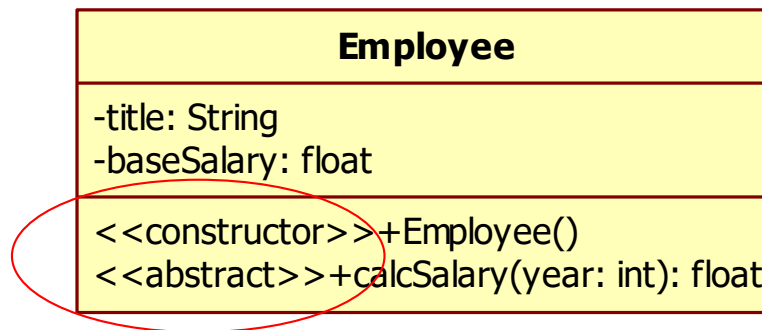 Employee
-title: String
-baseSalary: float
<<constructor>>+Employee()
<<abstract>>+calcSalary(year: int): float